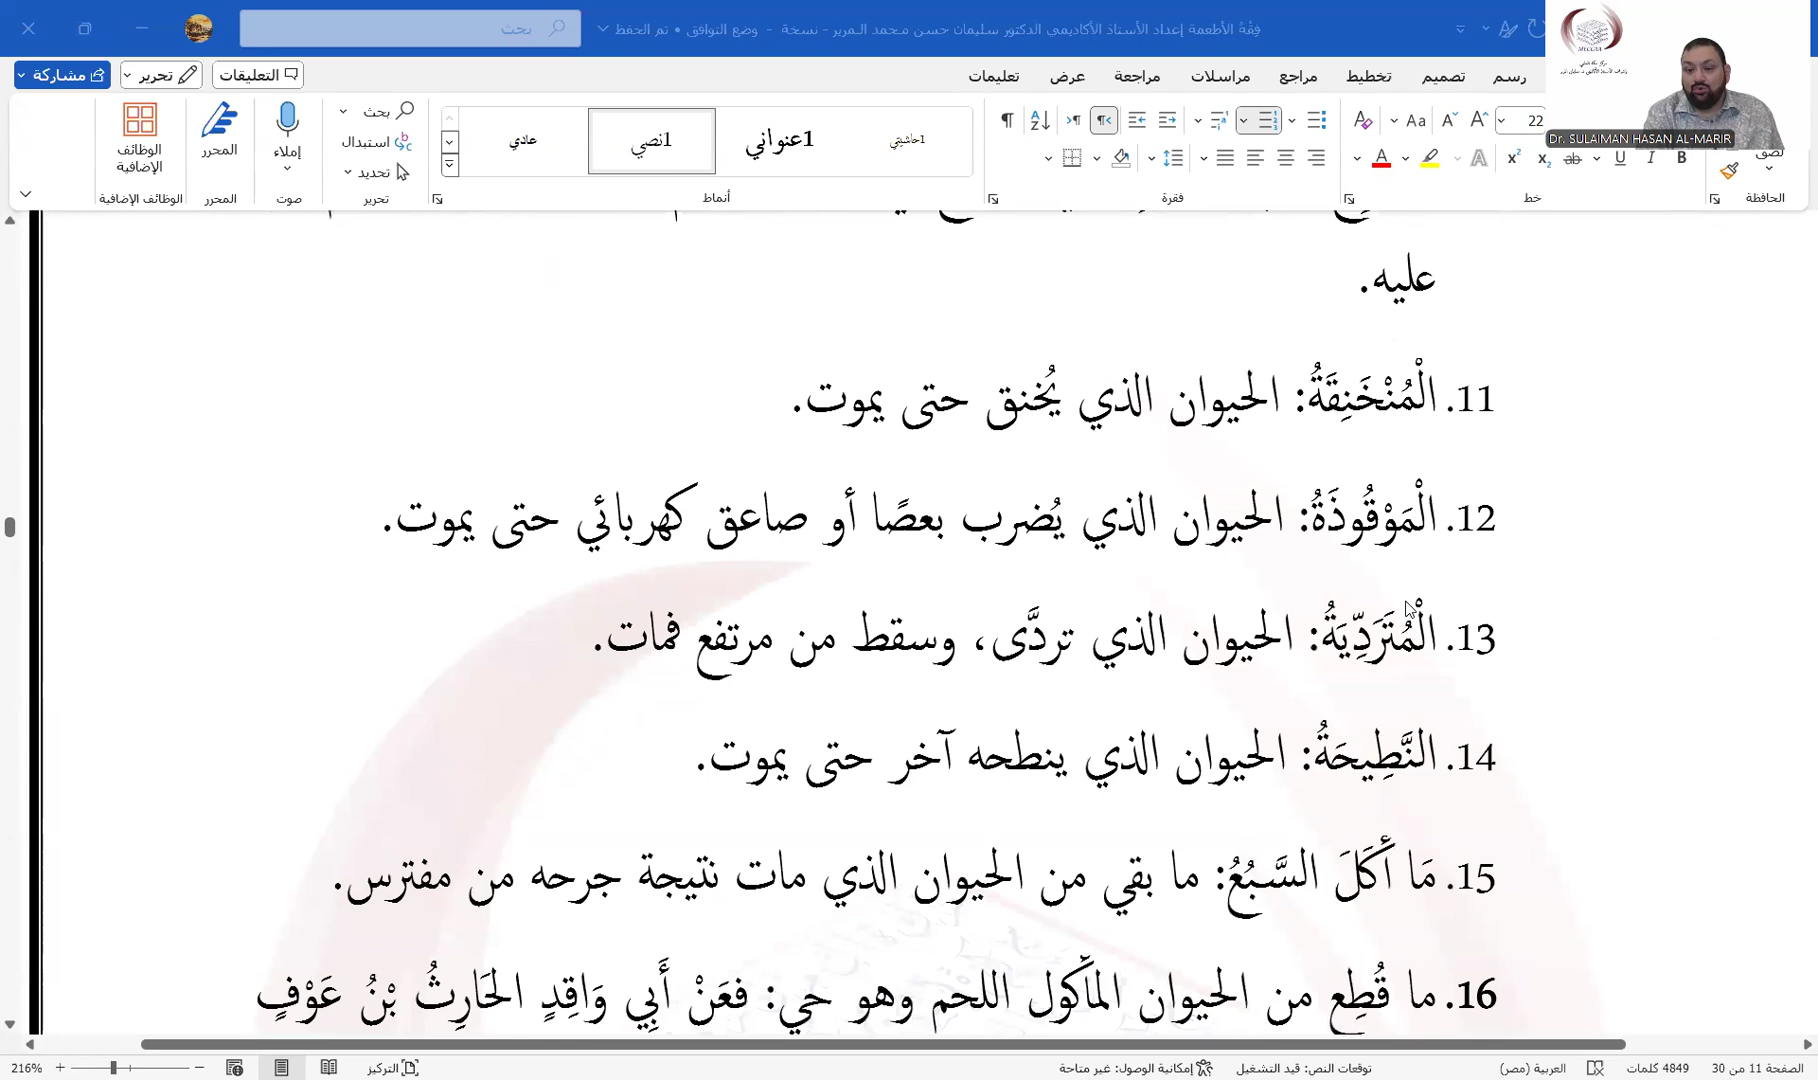 فِقْهُ الأطعمة إعداد الأستاذ الأكاديمي الدكتور سليمان حسن محمد المرير - نسخة - وضع التوافق • تم الحفظ
بحث
رسم
تصميم
تخطيط
مراجع
مراسلات
مراجعة
عرض
تعليمات
التعليقات
تحرير
مشاركة
Dr. SULAIMAN HASAN AL-MARIR
لصق
22
1حاشيتي
1عنواني
1نصي
عادي
بحث
استبدال
تحديد
إملاء
المحرر
الوظائف
الإضافية
الحافظة
خط
فقرة
أنماط
تحرير
صوت
المحرر
الوظائف الإضافية
عليه.
11. الْمُنْخَنِقَةُ: الحيوان الذي يُخنق حتى يموت.
12. الْمَوْقُوذَةُ: الحيوان الذي يُضرب بعصًا أو صاعق كهربائي حتى يموت.
13. الْمُتَرَدِّيَةُ: الحيوان الذي تردَّى، وسقط من مرتفع فمات.
14. النَّطِيحَةُ: الحيوان الذي ينطحه آخر حتى يموت.
15. مَا أَكَلَ السَّبُعُ: ما بقي من الحيوان الذي مات نتيجة جرحه من مفترس.
16. ما قُطِع من الحيوان المأكول اللحم وهو حي: فعَنْ أَبِي وَاقِدٍ الحَارِثُ بْنُ عَوْفٍ
الصفحة 11 من 30
4849 كلمات
العربية (مصر)
توقعات النص: قيد التشغيل
إمكانية الوصول: غير متاحة
التركيز
216%